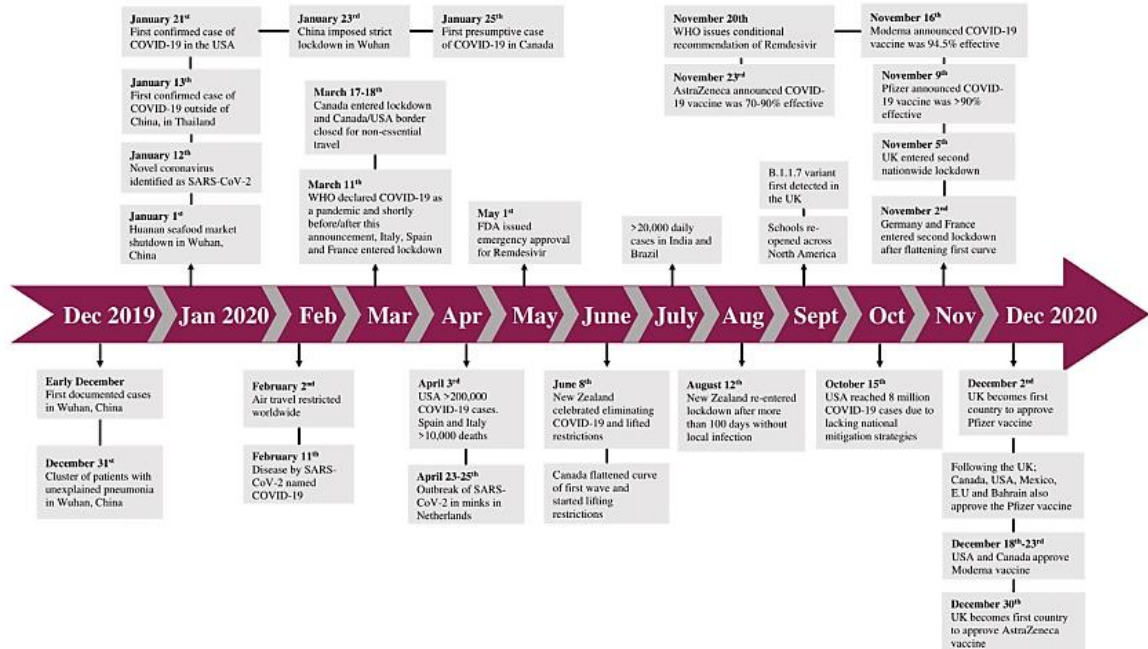 January 21st
First confirmed case of
COVID-19 in the USA
January 23rd
China imposed strict
lockdown in Wuhan
January 25th
First presumptive case
of COVID-19 in Canada
January 13th
First confirmed case of
COVID-19 outside of
China, in Thailand
January 12th
Novel coronavirus
identified as SARS-CoV-2
January 1st
Huanan seafood market
shutdown in Wuhan,
China
March 17-18th
Canada entered lockdown
and Canada/USA border
closed for non-essential
travel
March 11th
WHO declared COVID-19 as
a pandemic and shortly
before/after this
announcement, Italy, Spain
and France entered lockdown
May 1st
FDA issued
emergency approval
for Remdesivir
>20,000 daily
cases in India and
Brazil
B.1.1.7 variant
first detected in
the UK
Schools re-
opened across
North America
November 20th
WHO issues conditional
recommendation of Remdesivir
November 23rd
AstraZeneca announced COVID-
19 vaccine was 70-90% effective
November 16th
Moderna announced COVID-19
vaccine was 94.5% effective
November 9th
Pfizer announced COVID-
19 vaccine was >90%
effective
November 5th
UK entered second
nationwide lockdown
November 2nd
Germany and France
entered second lockdown
after flattening first curve
Dec 2019
Jan 2020
Feb
Mar
Apr
May
June
July
Aug
Sept
Oct
Nov
Dec 2020
Early December
First documented cases
in Wuhan, China
December 31st
Cluster of patients with
unexplained pneumonia
in Wuhan, China
February 2nd
Air travel restricted
worldwide
February 11th
Disease by SARS-
CoV-2 named
COVID-19
April 3rd
USA >200,000
COVID-19 cases.
Spain and Italy
>10,000 deaths
April 23-25th
Outbreak of SARS-
CoV-2 in minks in
Netherlands
June 8th
New Zealand
celebrated eliminating
COVID-19 and lifted
restrictions
Canada flattened curve
of first wave and
started lifting
restrictions
August 12th
New Zealand re-entered
lockdown after more
than 100 days without
local infection
October 15th
USA reached 8 million
COVID-19 cases due to
lacking national
mitigation strategies
December 2nd
UK becomes first
country to approve
Pfizer vaccine
Following the UK;
Canada, USA, Mexico,
E.U and Bahrain also
approve the Pfizer vaccine
December 18th-23rd
USA and Canada approve
Moderna vaccine
December 30th
UK becomes first country
to approve AstraZeneca
vaccine